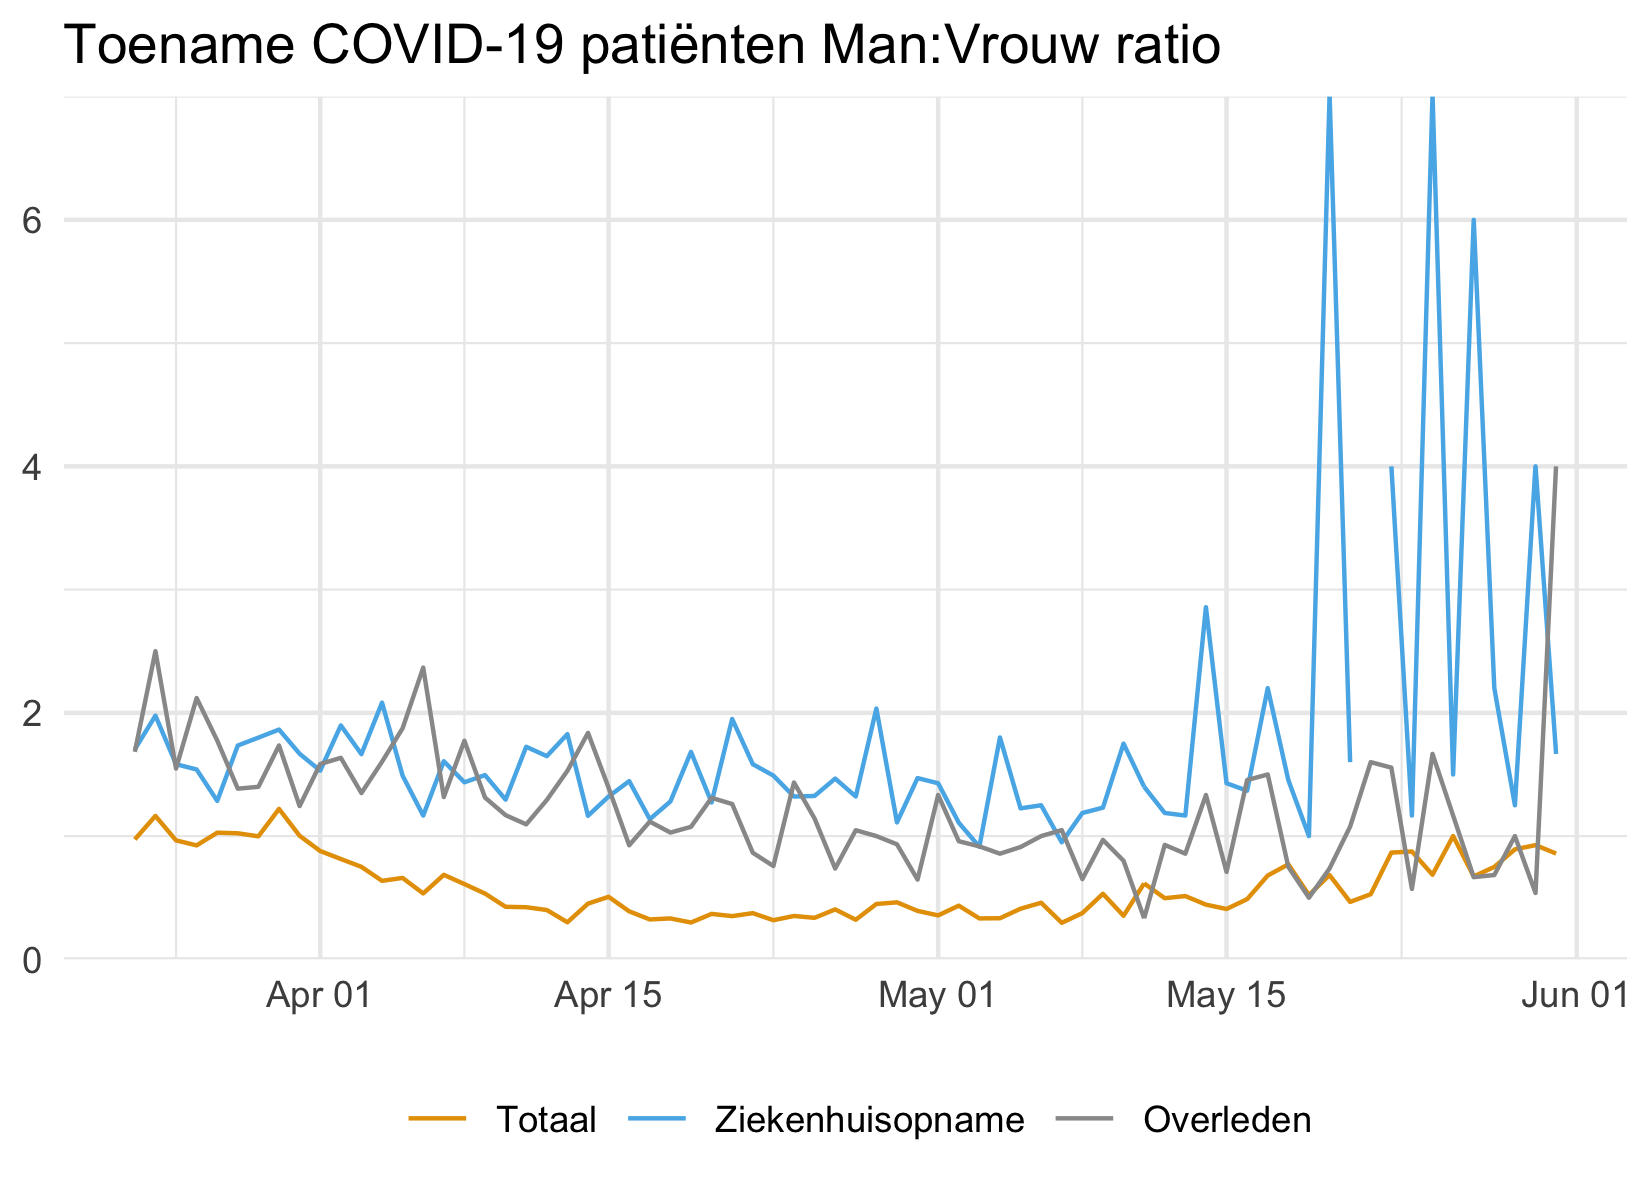 Toename COVID-19 patiënten Man:Vrouw ratio
6
4
2
0
Apr 01 Apr 15 May 01 May 15 Jun 01
Totaal Ziekenhuisopname Overleden